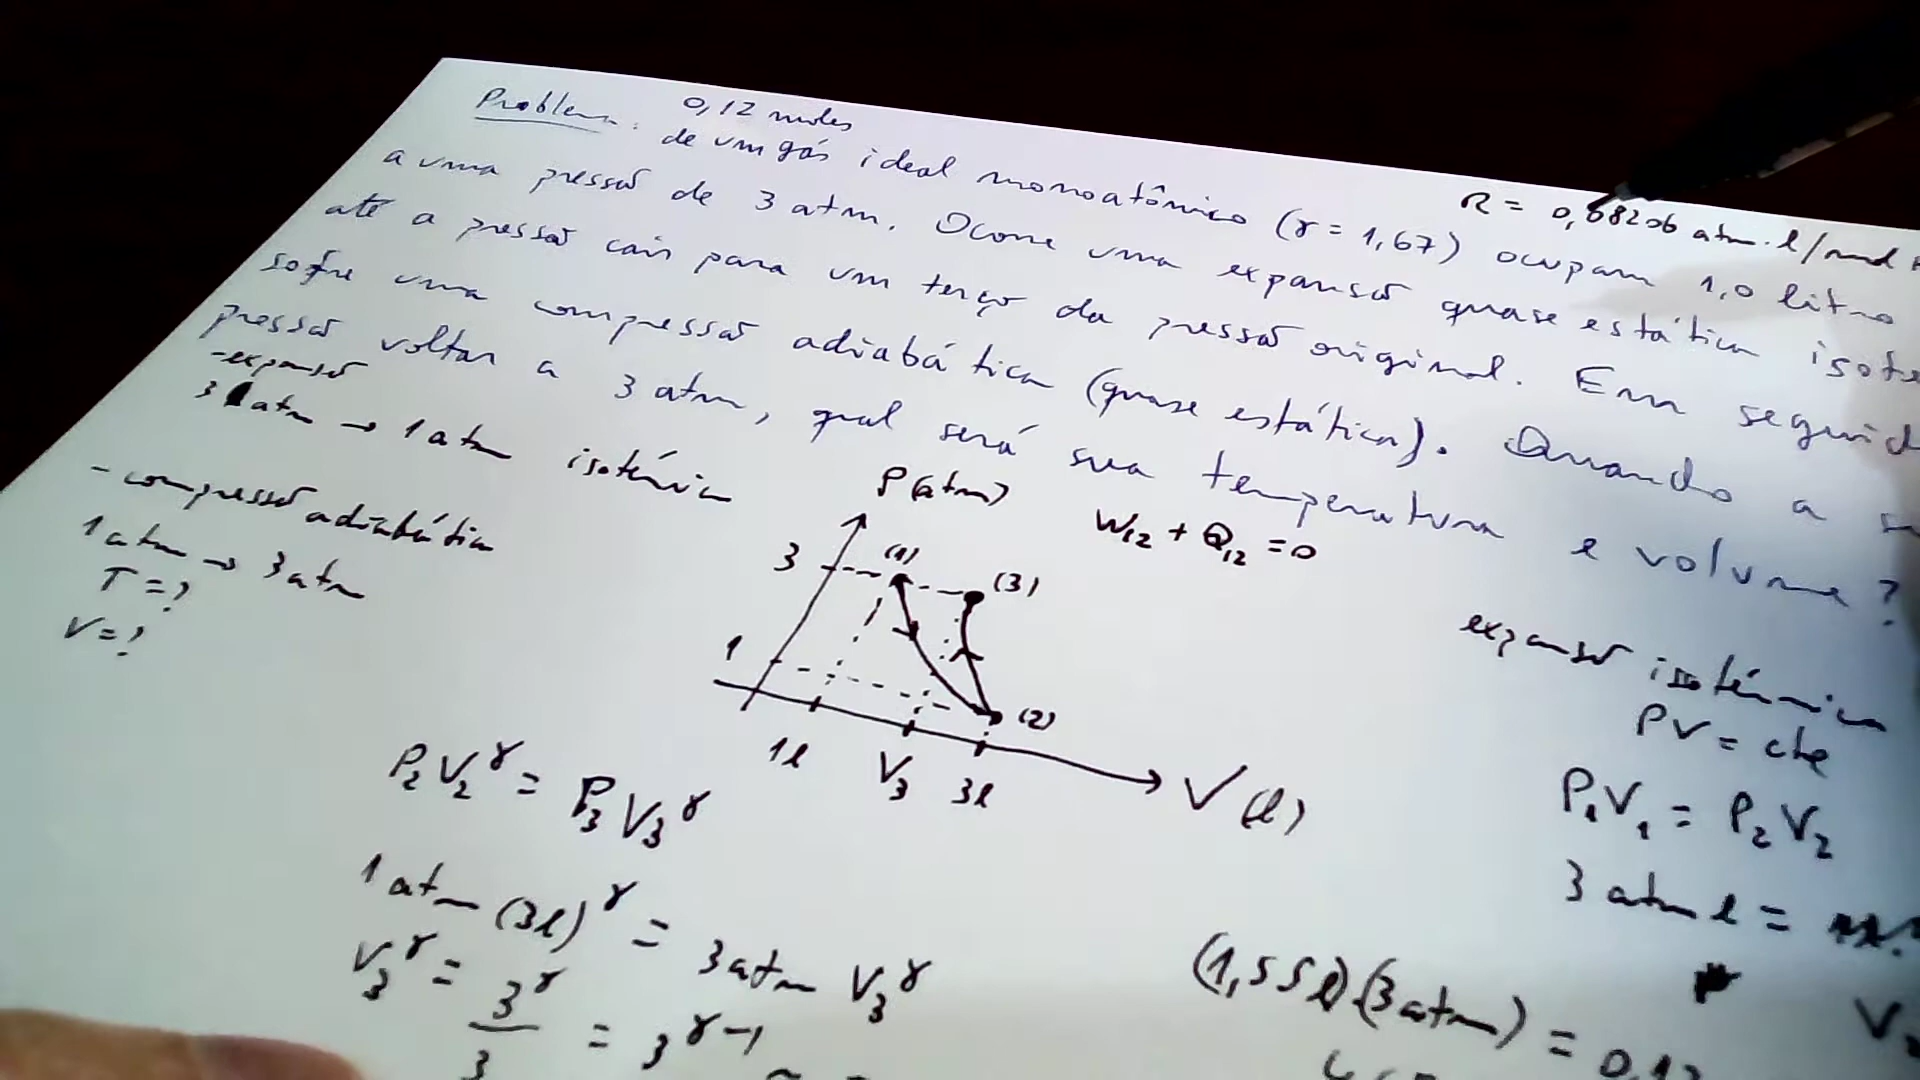 Problema: 0,12 moles
de um gás ideal monoatômico (γ = 1,67) ocupam 1,0 litro
R = 0,08206 atm.l/mol
a uma pressão de 3 atm. Ocorre uma expansão quase estática
até a pressão cair para um terço da pressão original. Em
sofre uma compressão adiabática (quase estática). Quando a
pressão voltar a 3 atm, qual será sua temperatura e volume?
-expansão
3 atm → 1 atm isotérmica
- compressão adiabática
1 atm → 3 atm
T = ?
V = ?
P(atm)
W₁₂ + Q₁₂ = 0
3
(1)
(3)
1
(2)
1l
V₃
3l
V(l)
expansão isotérmica
PV = cte
P₁V₁ = P₂V₂
3 atm l =
P₂V₂^γ = P₃V₃^γ
1 atm (3l)^γ = 3 atm V₃^γ
V₃^γ = 3^γ/3 = 3^γ-1
(1,55l)(3 atm) =